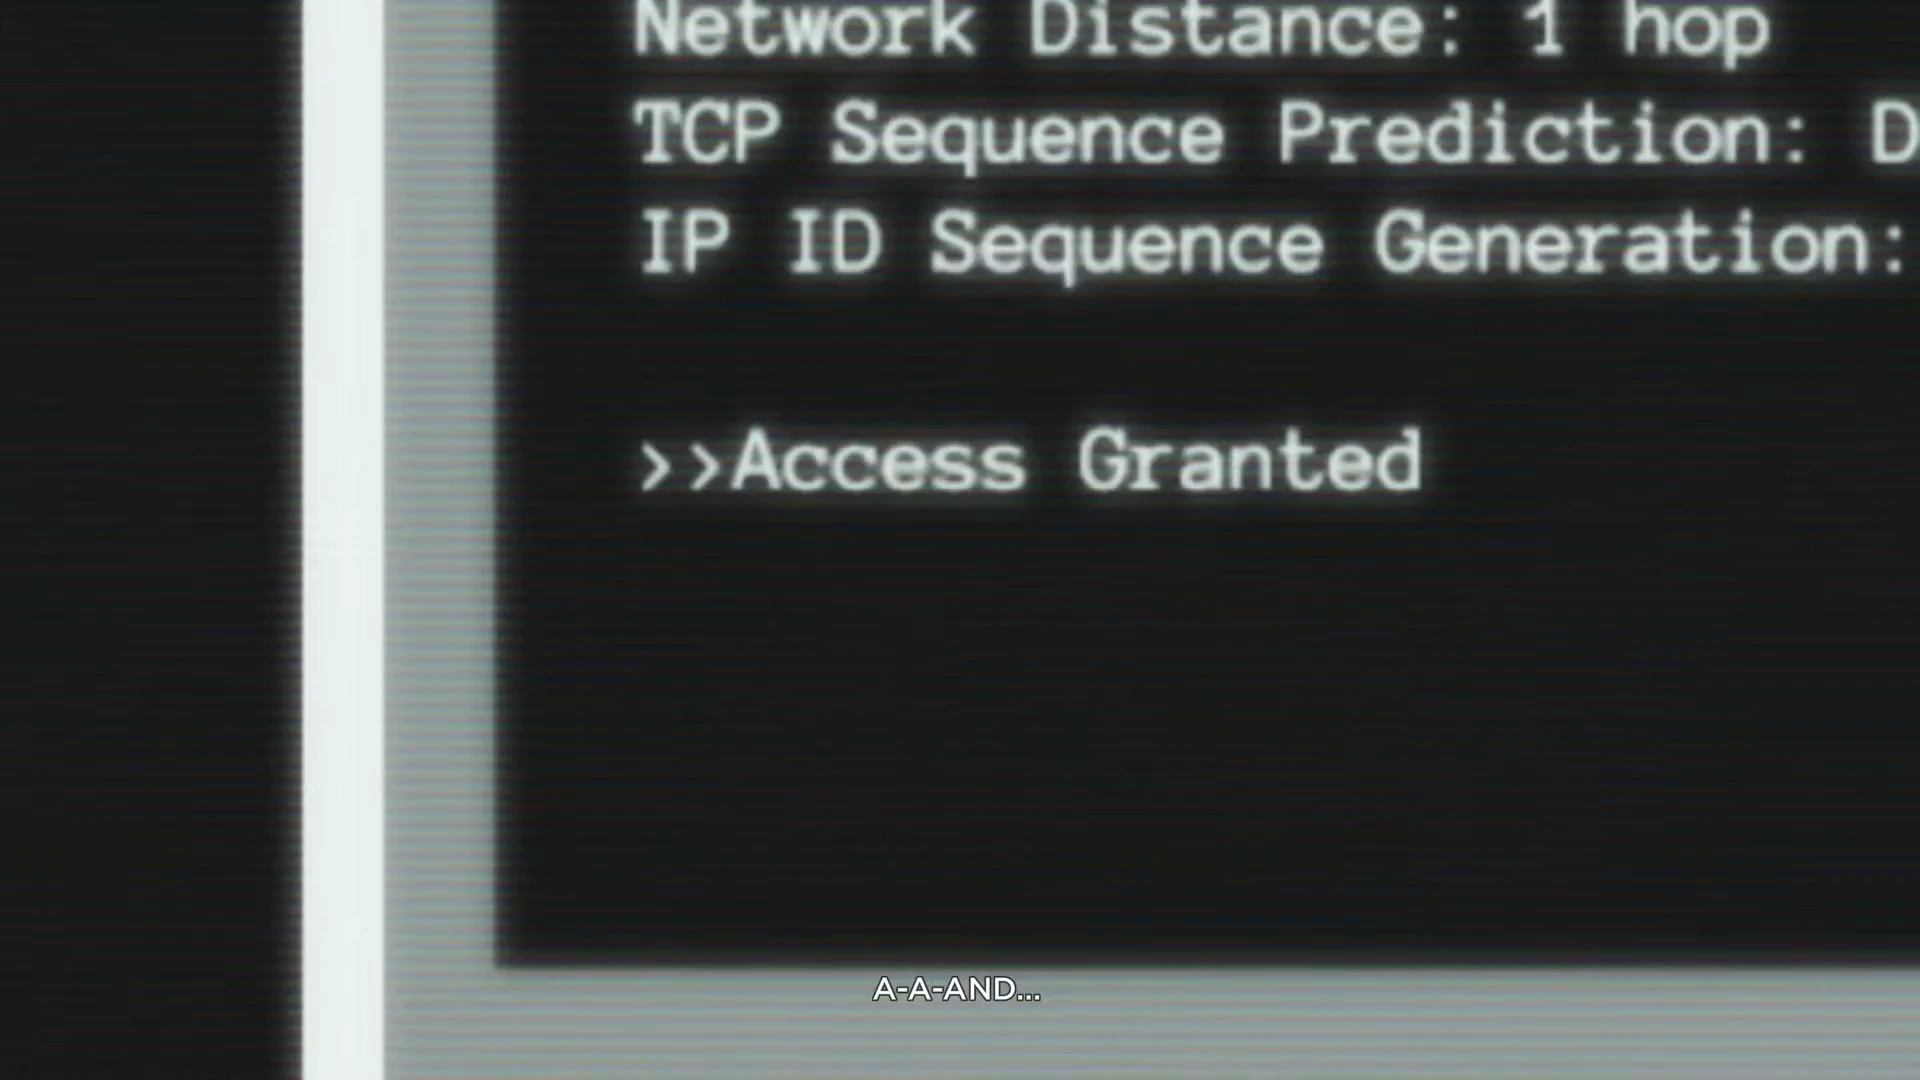 Network Distance: 1 hop
TCP Sequence Prediction: D
IP ID Sequence Generation:
>>Access Granted
A-A-AND...